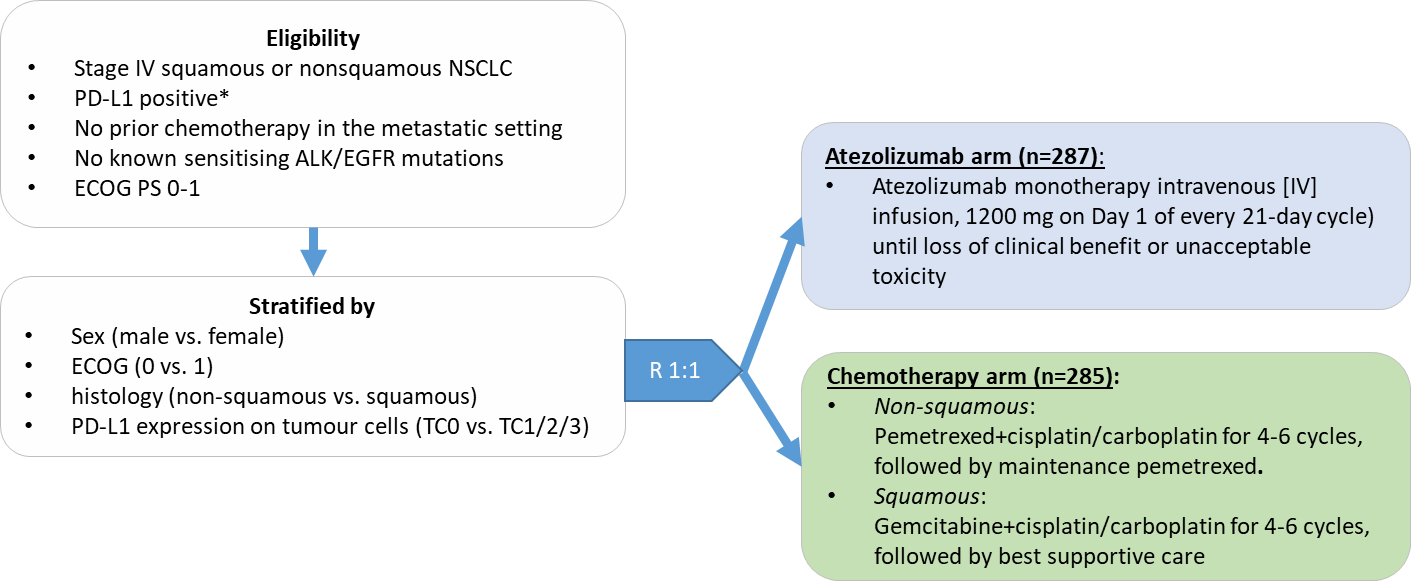 Eligibility
• Stage IV squamous or nonsquamous NSCLC
• PD-L1 positive*
• No prior chemotherapy in the metastatic setting
• No known sensitising ALK/EGFR mutations
• ECOG PS 0-1
Stratified by
• Sex (male vs. female)
• ECOG (0 vs. 1)
• histology (non-squamous vs. squamous)
• PD-L1 expression on tumour cells (TC0 vs. TC1/2/3)
R 1:1
Atezolizumab arm (n=287):
• Atezolizumab monotherapy intravenous [IV]
infusion, 1200 mg on Day 1 of every 21-day cycle)
until loss of clinical benefit or unacceptable
toxicity
Chemotherapy arm (n=285):
• Non-squamous:
Pemetrexed+cisplatin/carboplatin for 4-6 cycles,
followed by maintenance pemetrexed.
• Squamous:
Gemcitabine+cisplatin/carboplatin for 4-6 cycles,
followed by best supportive care